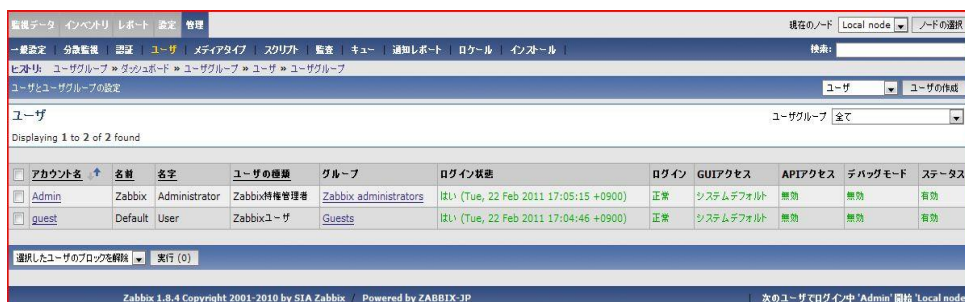 監視データ インベントリ レポート 設定 管理 現在のノード Local node ノードの選択
一般設定 | 分散監視 | 認証 | ユーザ | メディアタイプ | スクリプト | 監査 | キュー | 通知レポート | ロケール | インストール | 検索:
ヒストリ: ユーザグループ » ダッシュボード » ユーザグループ » ユーザ » ユーザグループ
ユーザとユーザグループの設定 ユーザ ユーザの作成
ユーザ ユーザグループ 全て
Displaying 1 to 2 of 2 found
アカウント名 名前 名字 ユーザの種類 グループ ログイン状態 ログイン GUIアクセス APIアクセス デバッグモード ステータス
Admin Zabbix Administrator Zabbix特権管理者 Zabbix administrators はい (Tue, 22 Feb 2011 17:05:15 +0900) 正常 システムデフォルト 無効 無効 有効
guest Default User Zabbixユーザ Guests はい (Tue, 22 Feb 2011 17:04:46 +0900) 正常 システムデフォルト 無効 無効 有効
選択したユーザのブロックを解除 実行 (0)
Zabbix 1.8.4 Copyright 2001-2010 by SIA Zabbix / Powered by ZABBIX-JP 次のユーザでログイン中 'Admin' 開始 'Local node